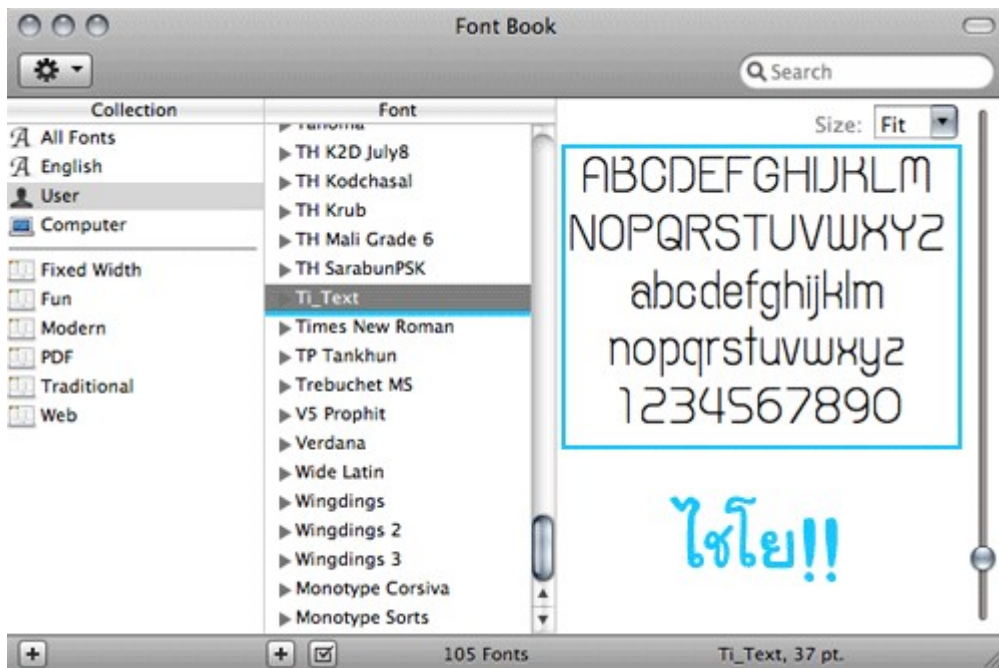 Font Book
Search
Collection
All Fonts
English
User
Computer
Fixed Width
Fun
Modern
PDF
Traditional
Web
Font
Tahoma
TH K2D July8
TH Kodchasal
TH Krub
TH Mali Grade 6
TH SarabunPSK
Ti_Text
Times New Roman
TP Tankhun
Trebuchet MS
V5 Prophit
Verdana
Wide Latin
Wingdings
Wingdings 2
Wingdings 3
Monotype Corsiva
Monotype Sorts
Size: Fit
ABCDEFGHIJKLM
NOPQRSTUVWXYZ
abcdefghijklm
nopqrstuvwxyz
1234567890
ไชโย!!
105 Fonts
Ti_Text, 37 pt.